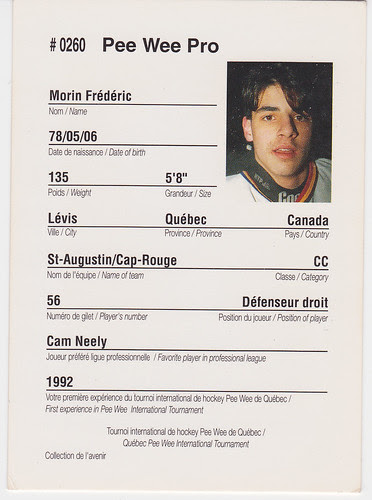 # 0260 Pee Wee Pro
Morin Frédéric
Nom / Name
78/05/06
Date de naissance / Date of birth
135 5'8"
Poids / Weight Grandeur / Size
Lévis Québec Canada
Ville / City Province / Province Pays / Country
St-Augustin/Cap-Rouge CC
Nom de l'équipe / Name of team Classe / Category
56 Défenseur droit
Numéro de gilet / Player's number Position du joueur / Position of player
Cam Neely
Joueur préféré ligue professionnelle / Favorite player in professional league
1992
Votre première expérience du tournoi international de hockey Pee Wee de Québec /
First experience in Pee Wee International Tournament
Tournoi international de hockey Pee Wee de Québec /
Québec Pee Wee International Tournament
Collection de l'avenir